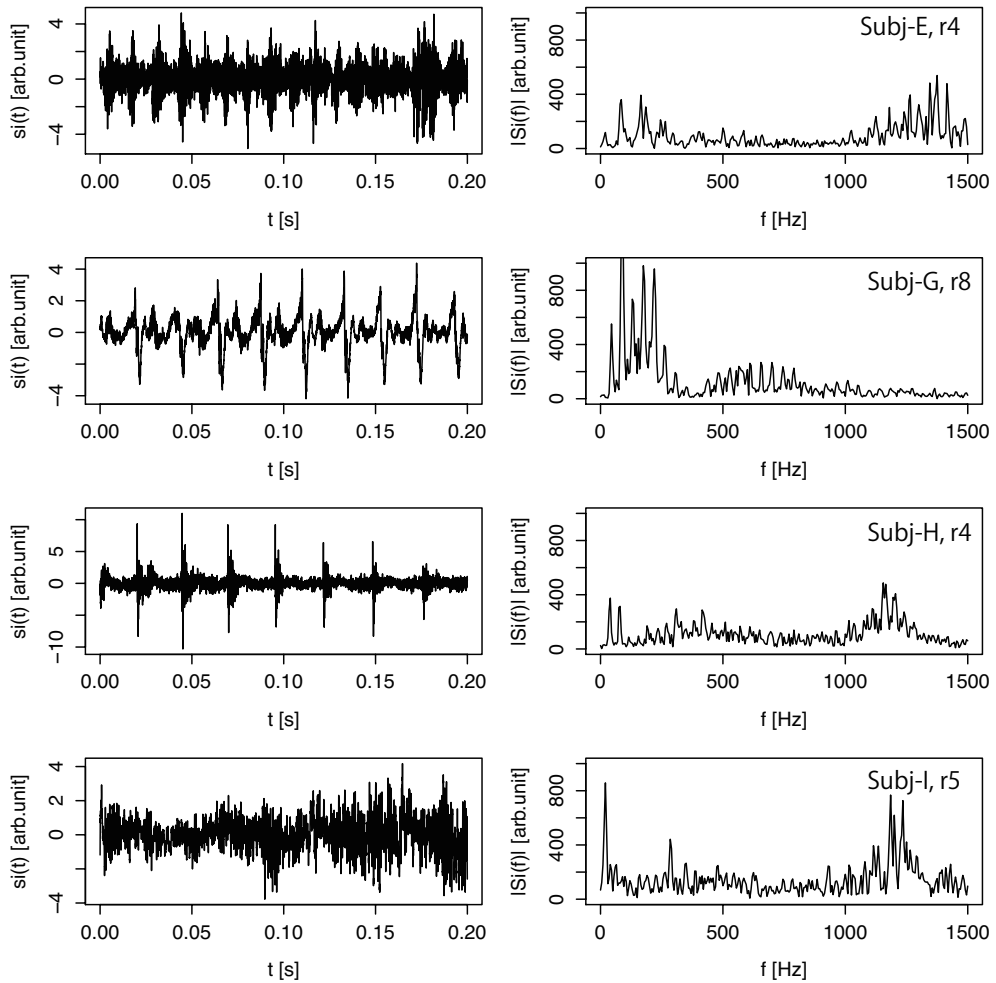 si(t) [arb.unit]
4
0
−4
0.00 0.05 0.10 0.15 0.20
t [s]
|Si(f)| [arb.unit]
800
400
0
Subj-E, r4
0 500 1000 1500
f [Hz]
si(t) [arb.unit]
4
2
0
−4
0.00 0.05 0.10 0.15 0.20
t [s]
|Si(f)| [arb.unit]
800
400
0
Subj-G, r8
0 500 1000 1500
f [Hz]
si(t) [arb.unit]
5
0
−10
0.00 0.05 0.10 0.15 0.20
t [s]
|Si(f)| [arb.unit]
800
400
0
Subj-H, r4
0 500 1000 1500
f [Hz]
si(t) [arb.unit]
4
2
0
−4
0.00 0.05 0.10 0.15 0.20
t [s]
|Si(f)| [arb.unit]
800
400
0
Subj-I, r5
0 500 1000 1500
f [Hz]